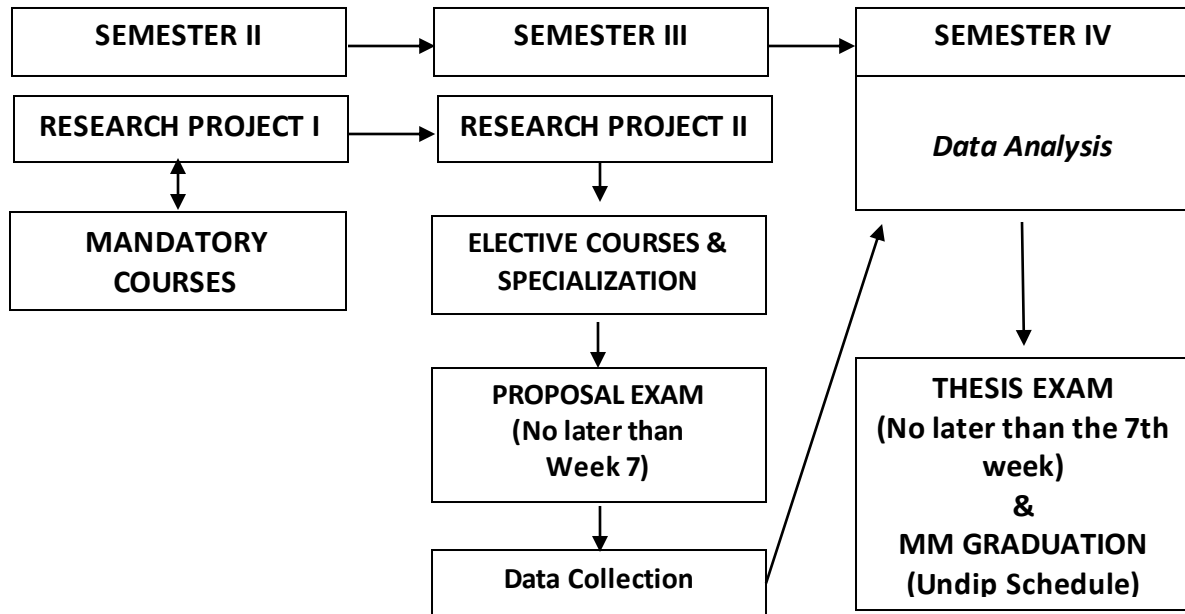 SEMESTER II
SEMESTER III
SEMESTER IV
RESEARCH PROJECT I
RESEARCH PROJECT II
Data Analysis
MANDATORY
COURSES
ELECTIVE COURSES &
SPECIALIZATION
PROPOSAL EXAM
(No later than
Week 7)
Data Collection
THESIS EXAM
(No later than the 7th
week)
&
MM GRADUATION
(Undip Schedule)